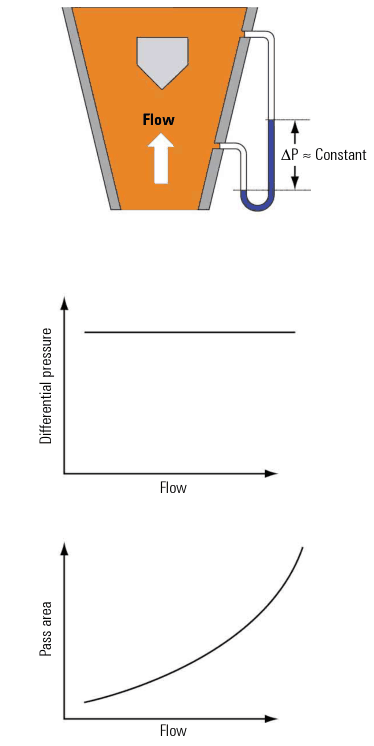 Flow
ΔP ≈ Constant
Differential pressure
Flow
Pass area
Flow